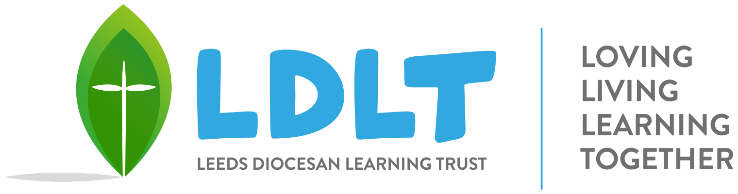 LDLT
LEEDS DIOCESAN LEARNING TRUST
LOVING
LIVING
LEARNING
TOGETHER